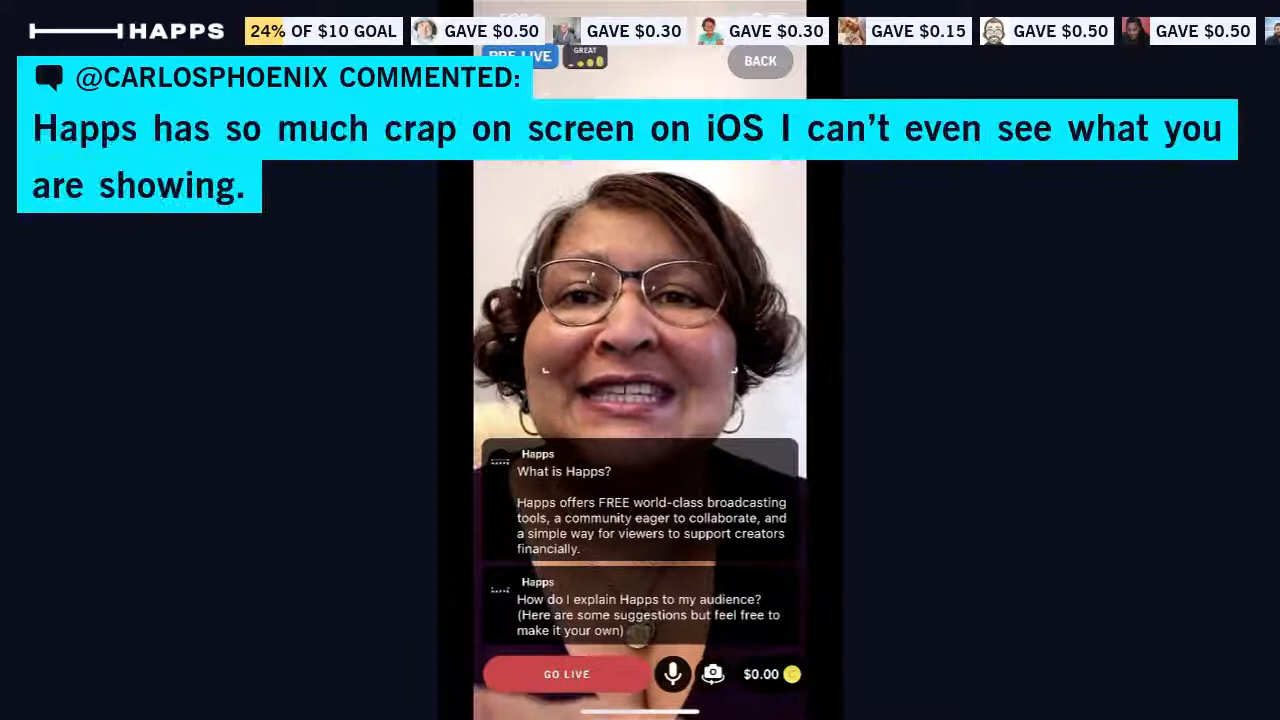 HAPPS 24% OF $10 GOAL GAVE $0.50 GAVE $0.30 GAVE $0.30 GAVE $0.15 GAVE $0.50 GAVE $0.50
GREAT
BACK
@CARLOSPHOENIX COMMENTED:
Happs has so much crap on screen on iOS I can't even see what you
are showing.
Happs
What is Happs?
Happs offers FREE world-class broadcasting
tools, a community eager to collaborate, and
a simple way for viewers to support creators
financially.
Happs
How do I explain Happs to my audience?
(Here are some suggestions but feel free to
make it your own)
GO LIVE $0.00